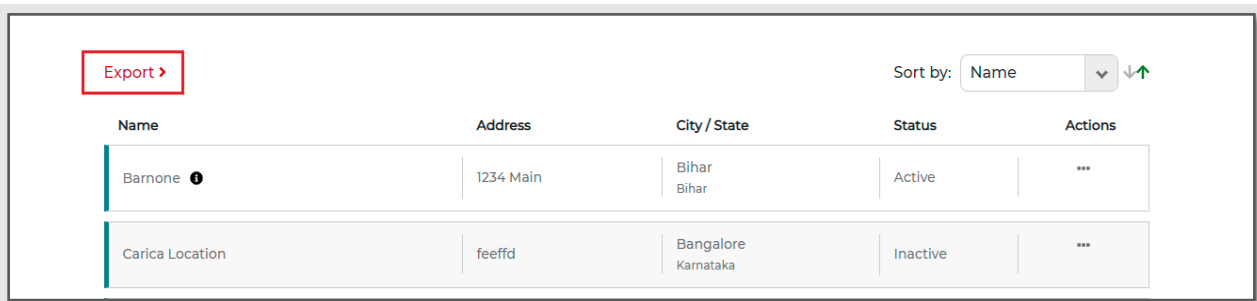 Export
Sort by: Name
Name Address City / State Status Actions
Barnone 1234 Main Bihar Active
Bihar
Carica Location feeffd Bangalore Inactive
Karnataka